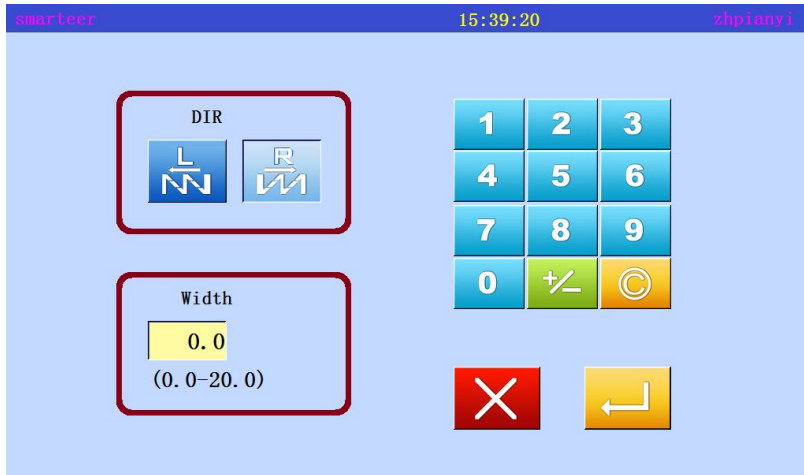 smarteer 15:39:20 zhpianyi
DIR
L R
Width
0.0
(0.0-20.0)
1 2 3
4 5 6
7 8 9
0 +/− ©